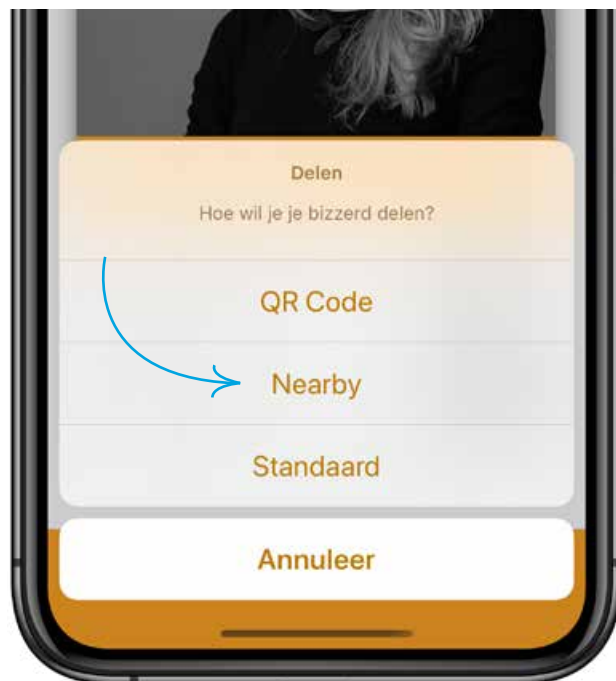 Delen
Hoe wil je je bizzerd delen?
QR Code
Nearby
Standaard
Annuleer